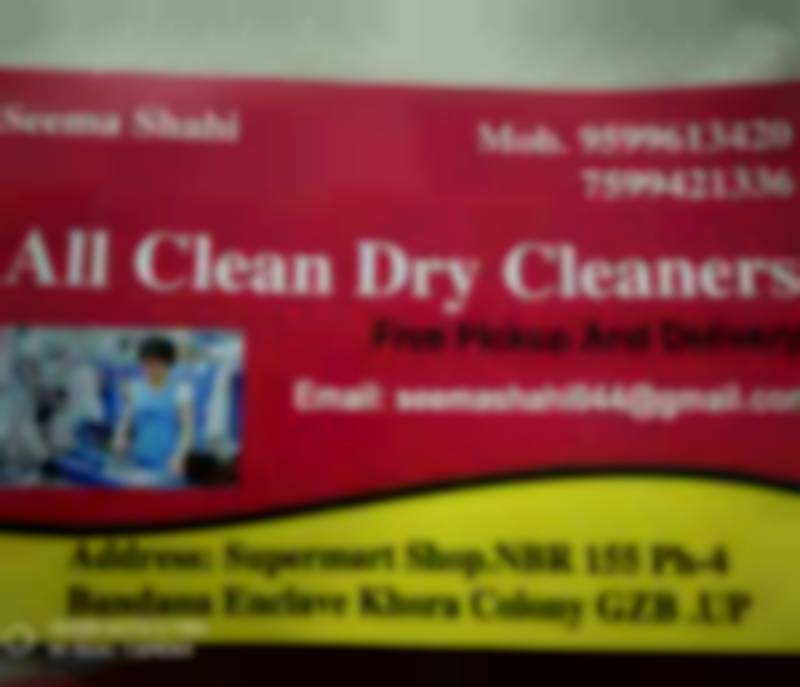 Seema Shahi
Mob. 9599613420
7599421336
All Clean Dry Cleaners
Free Pickup And Delivery
Email: seemashahi044@gmail.com
Address: Supermart Shop.NBR 155 Ph-4
Bandana Enclave Khora Colony GZB .UP